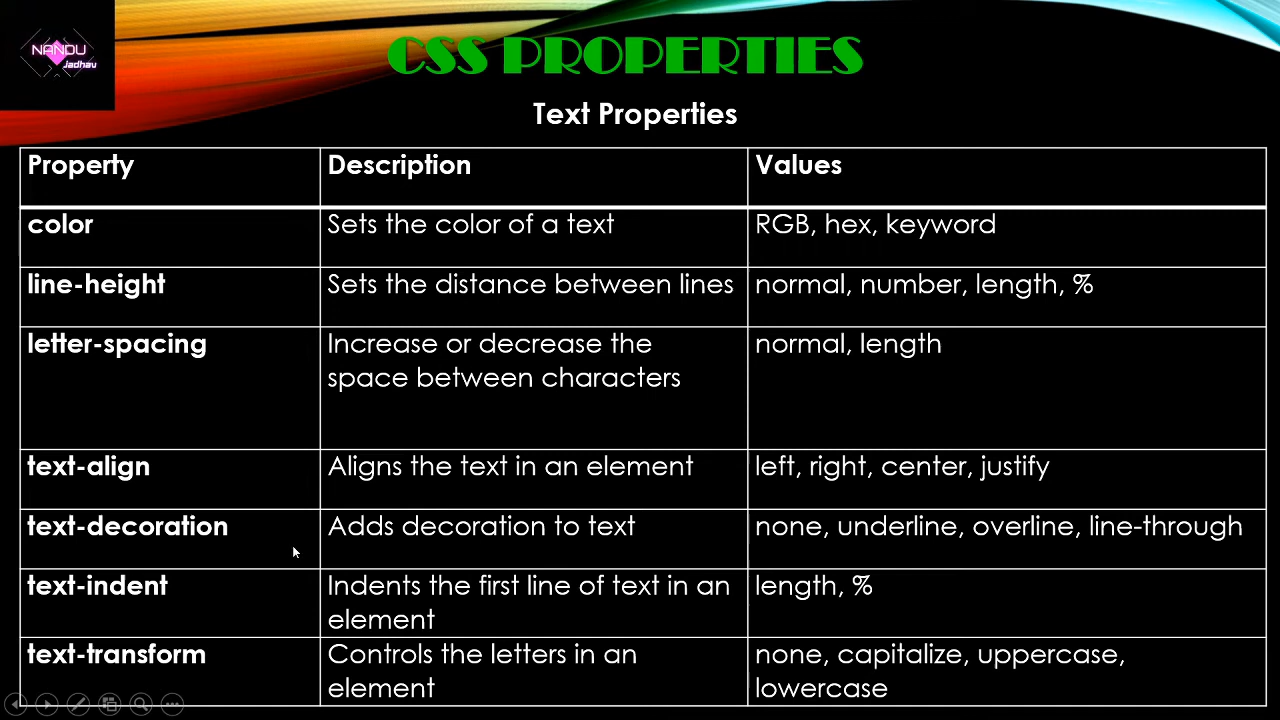 NANDU
Jadhav
CSS PROPERTIES
Text Properties
Property Description Values
color Sets the color of a text RGB, hex, keyword
line-height Sets the distance between lines normal, number, length, %
letter-spacing Increase or decrease the normal, length
space between characters
text-align Aligns the text in an element left, right, center, justify
text-decoration Adds decoration to text none, underline, overline, line-through
text-indent Indents the first line of text in an length, %
element
text-transform Controls the letters in an none, capitalize, uppercase,
element lowercase